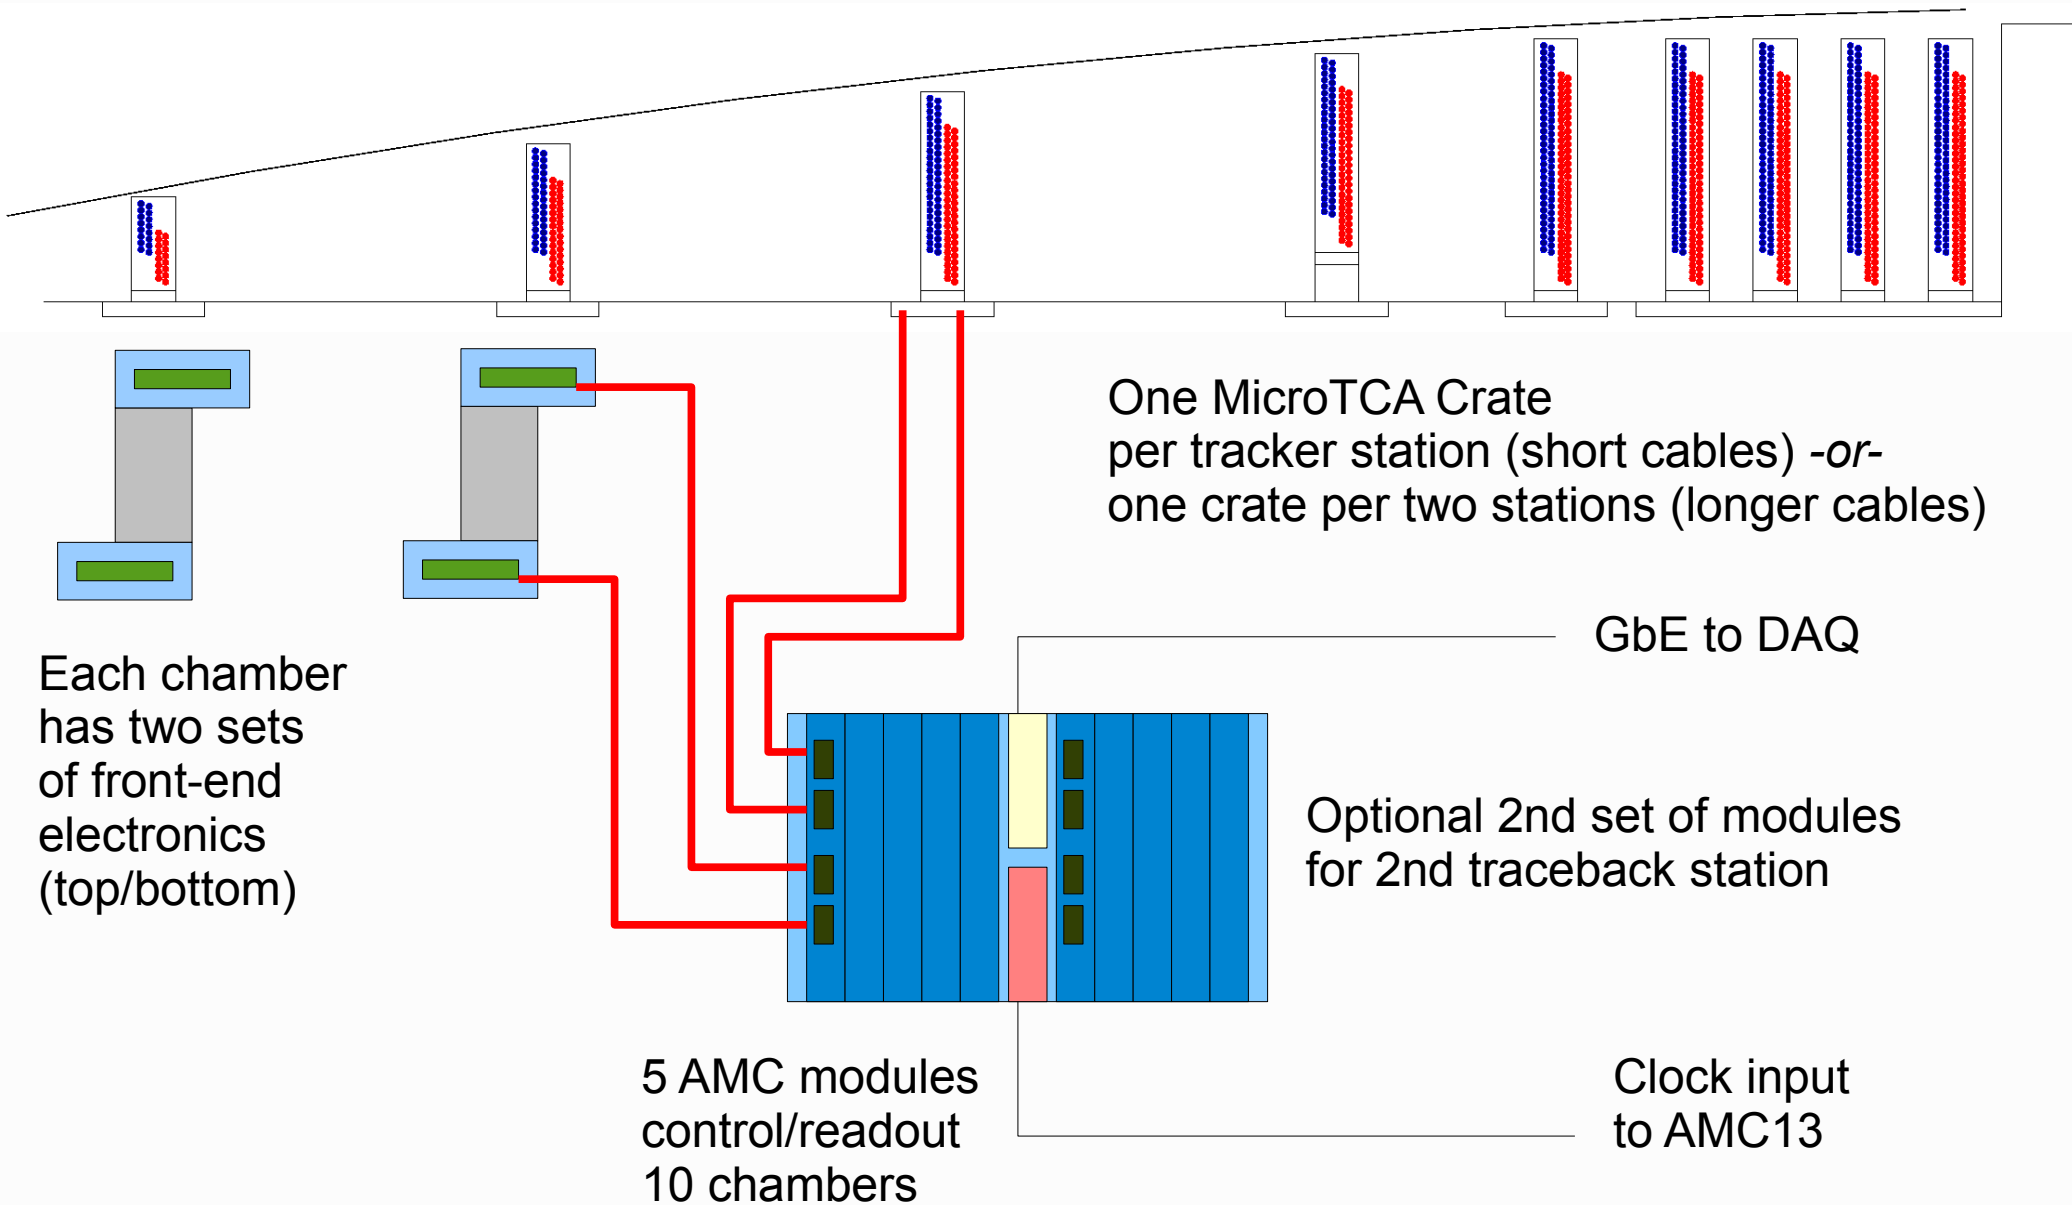 One MicroTCA Crate
per tracker station (short cables) -or-
one crate per two stations (longer cables)
GbE to DAQ
Each chamber
has two sets
of front-end
electronics
(top/bottom)
Optional 2nd set of modules
for 2nd traceback station
5 AMC modules
control/readout
10 chambers
Clock input
to AMC13